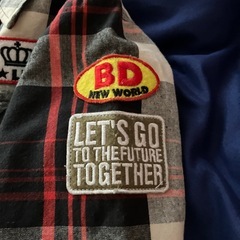 BD
NEW WORLD
LET'S GO
TO THE FUTURE
TOGETHER